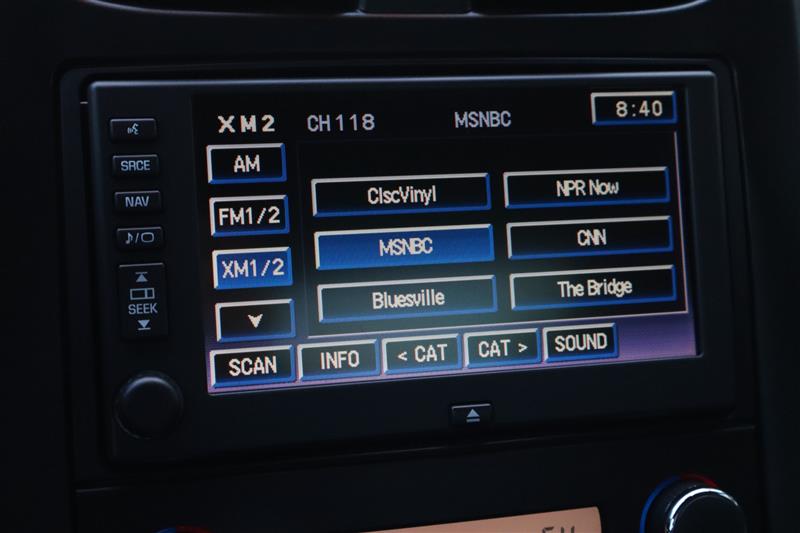 XM2 CH118 MSNBC 8:40
AM
FM1/2
XM1/2
ClscVinyl NPR Now
MSNBC CNN
Bluesville The Bridge
SCAN INFO < CAT CAT > SOUND
SRCE
NAV
SEEK